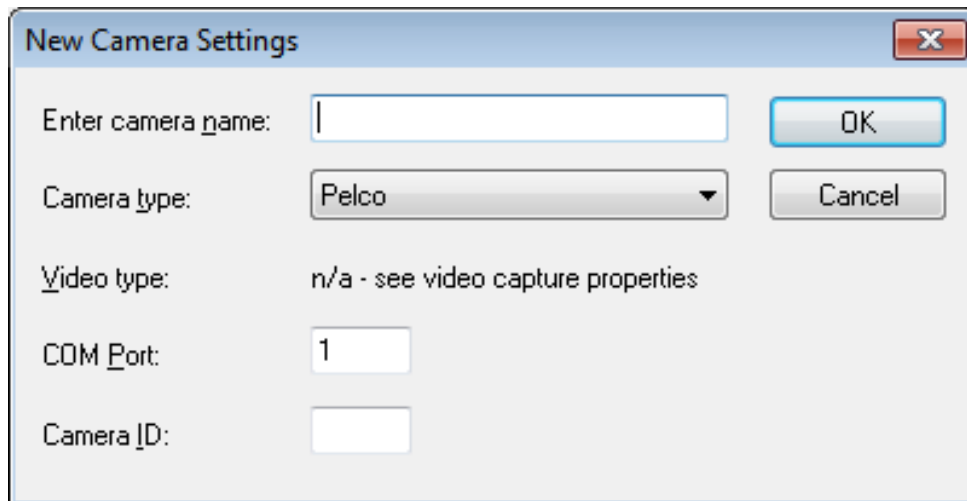 New Camera Settings
Enter camera name:
OK
Camera type: Pelco
Cancel
Video type: n/a - see video capture properties
COM Port: 1
Camera ID: